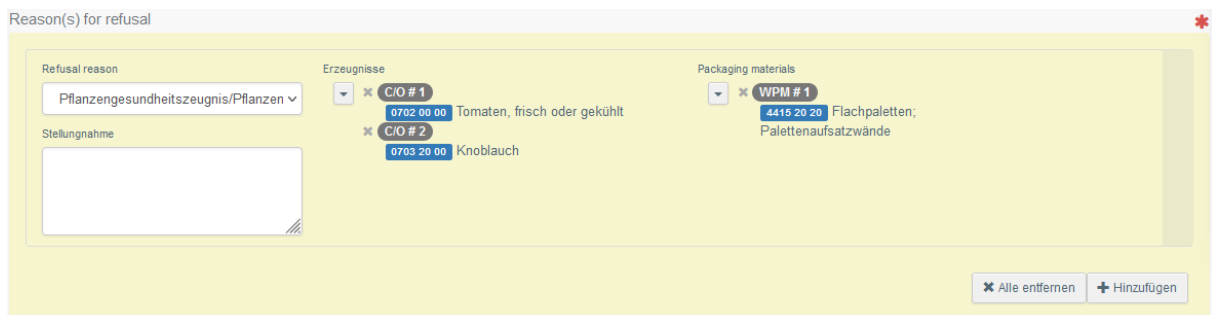 Reason(s) for refusal
Refusal reason
Pflanzengesundheitszeugnis/Pflanzen
Stellungnahme
Erzeugnisse
C/O # 1
0702 00 00 Tomaten, frisch oder gekühlt
C/O # 2
0703 20 00 Knoblauch
Packaging materials
WPM # 1
4415 20 20 Flachpaletten;
Palettenaufsatzwände
Alle entfernen
Hinzufügen